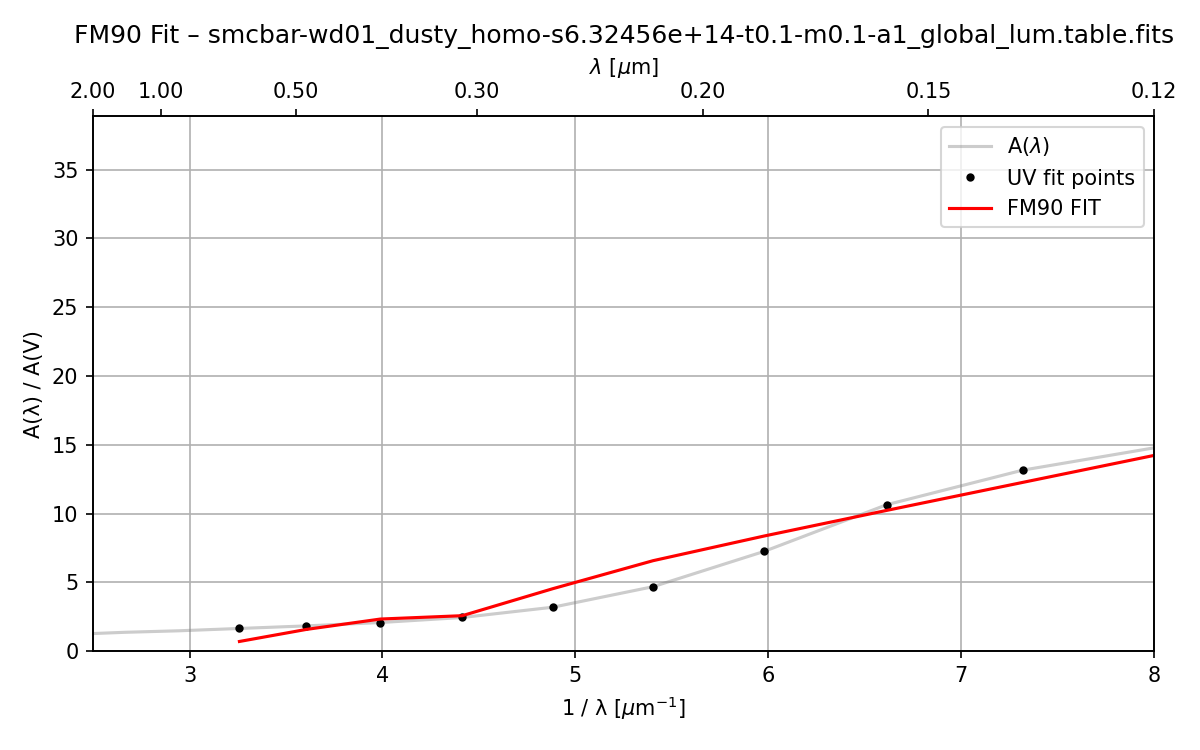 FM90 Fit – smcbar-wd01_dusty_homo-s6.32456e+14-t0.1-m0.1-a1_global_lum.table.fits
λ [μm]
2.00 1.00 0.50 0.30 0.20 0.15 0.12
A(λ)
UV fit points
FM90 FIT
A(λ) / A(V)
35
30
25
20
15
10
5
0
3 4 5 6 7 8
1 / λ [μm⁻¹]